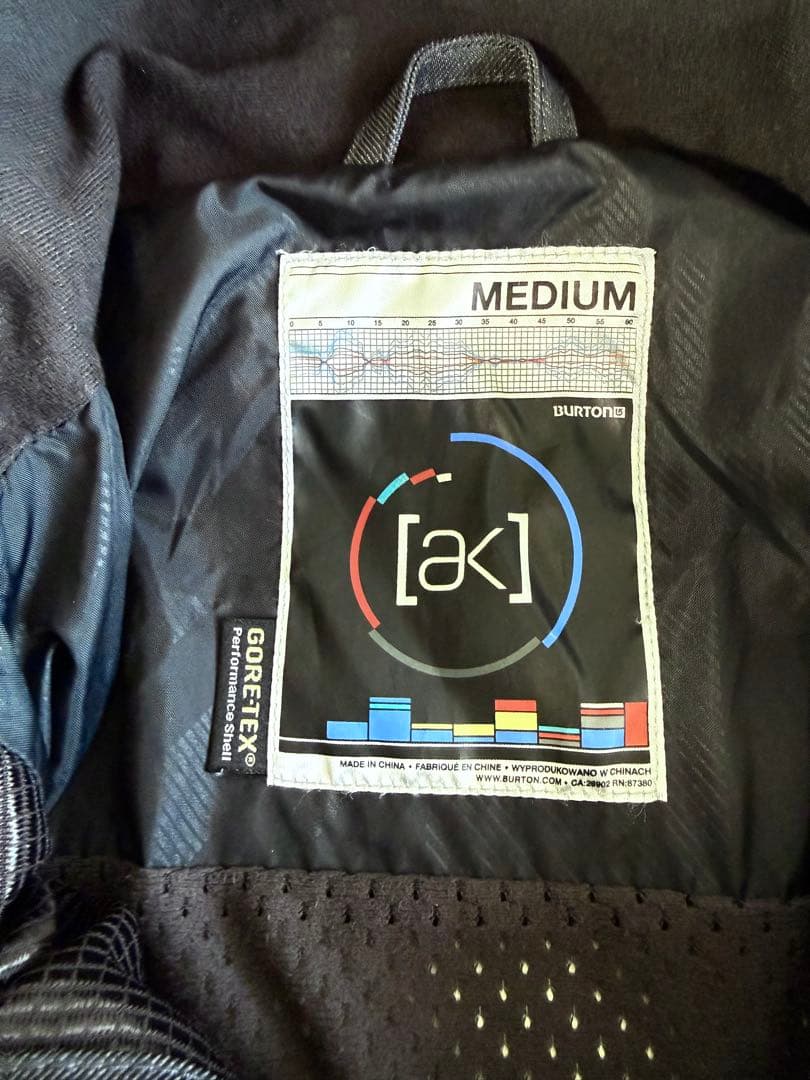 MEDIUM
0 5 10 15 20 25 30 35 40 45 50 55 60
BURTON
[ak]
GORE-TEX®
Performance Shell
MADE IN CHINA • FABRIQUÉ EN CHINE • WYPRODUKOWANO W CHINACH
WWW.BURTON.COM • CA:26902 RN:87380